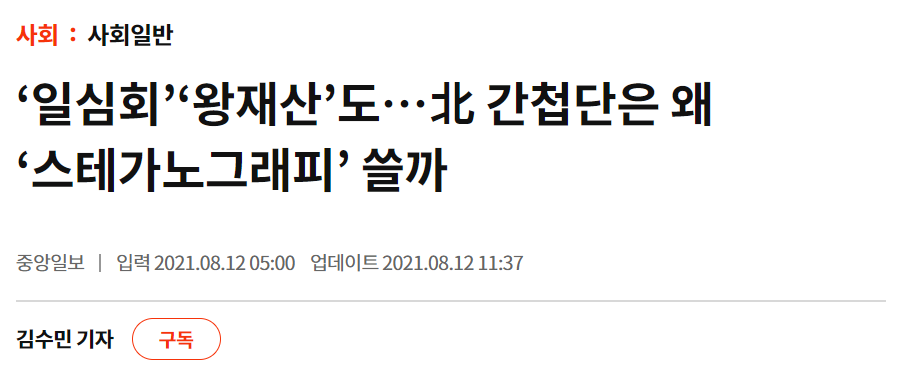 사회 : 사회일반
‘일심회’‘왕재산’도…北 간첩단은 왜
‘스테가노그래피’ 쓸까
중앙일보 | 입력 2021.08.12 05:00 업데이트 2021.08.12 11:37
김수민 기자 구독